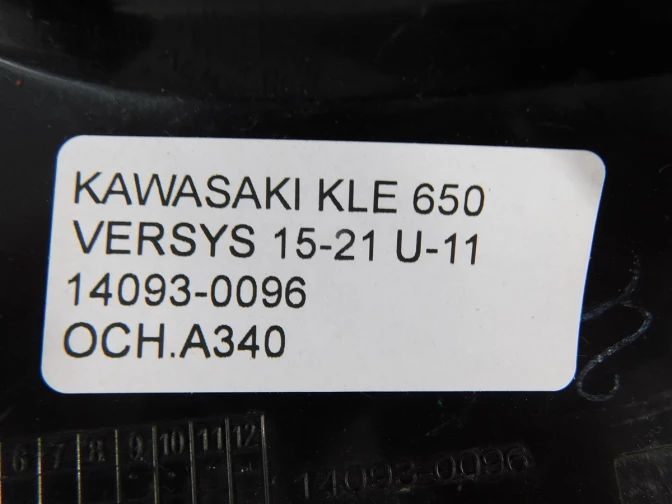 KAWASAKI KLE 650
VERSYS 15-21 U-11
14093-0096
OCH.A340
6 7 8 9 10 11 12
14093-0096